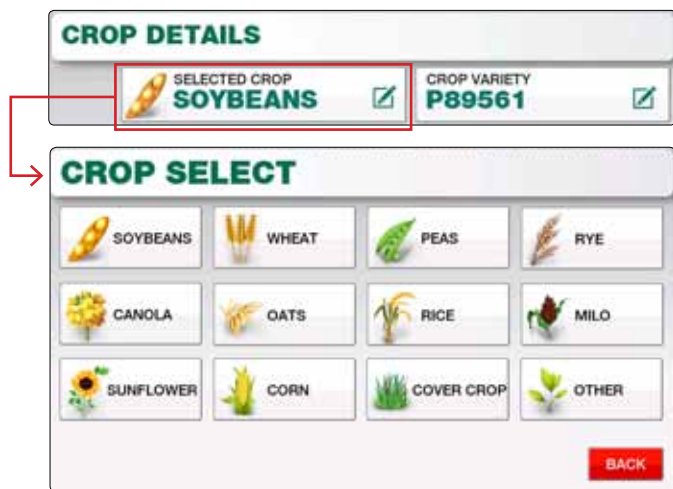 CROP DETAILS
SELECTED CROP
SOYBEANS
CROP VARIETY
P89561
CROP SELECT
SOYBEANS
WHEAT
PEAS
RYE
CANOLA
OATS
RICE
MILO
SUNFLOWER
CORN
COVER CROP
OTHER
BACK